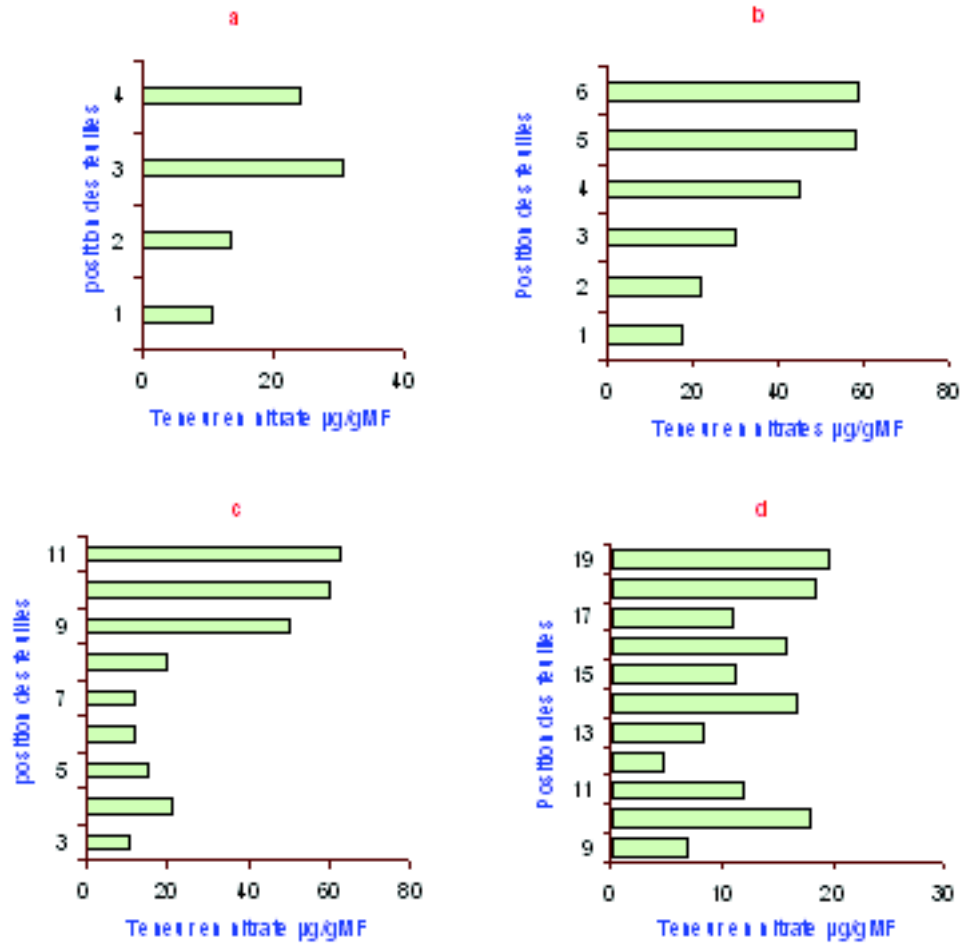 a
4
3
2
1
0 20 40
position des feuilles
Teneur en nitrate µg/gMF
b
6
5
4
3
2
1
0 20 40 60 80
Position des feuilles
Teneur en nitrates µg/gMF
c
11
9
7
5
3
0 20 40 60 80
position des feuilles
Teneur en nitrate µg/gMF
d
19
17
15
13
11
9
0 10 20 30
Position des feuilles
Teneur en nitrate µg/gMF